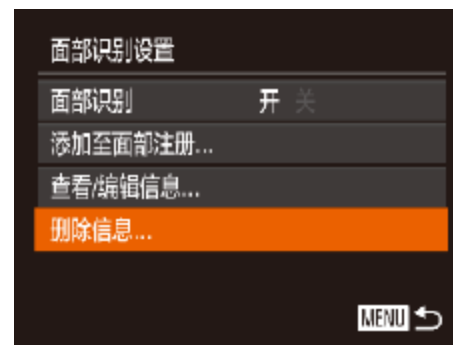 面部识别设置
面部识别 开 关
添加至面部注册...
查看/编辑信息...
删除信息...
MENU